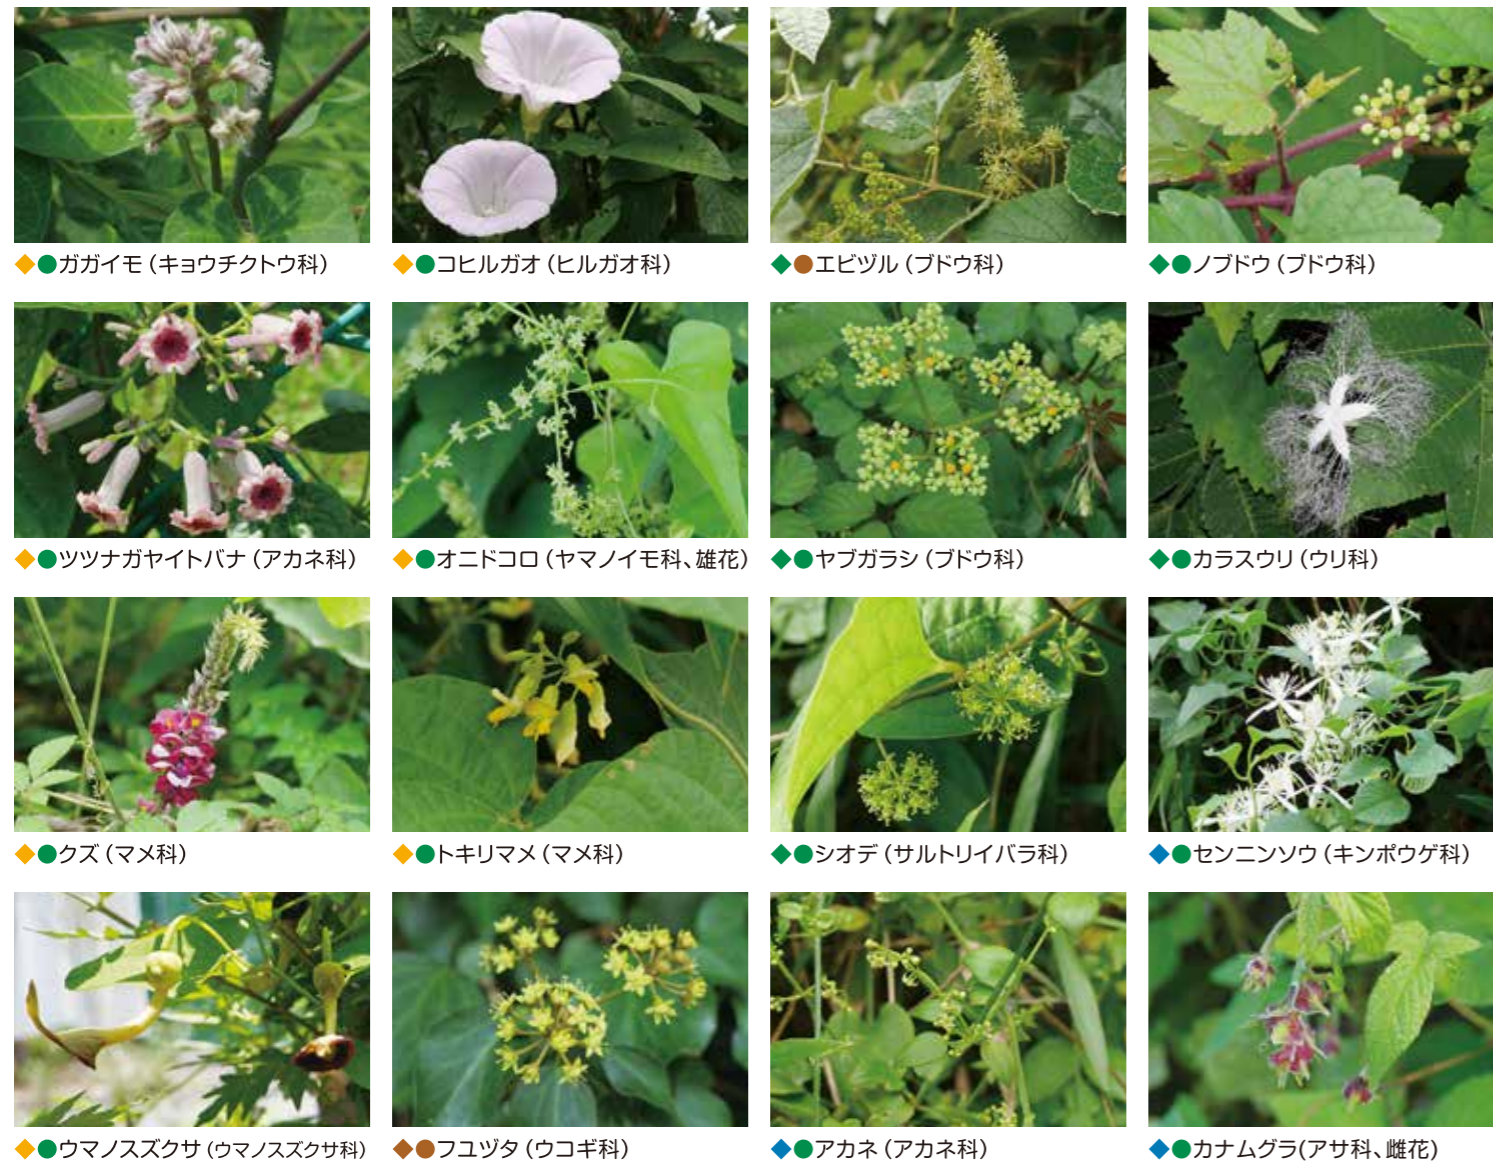 ◆●ガガイモ（キョウチクトウ科）
◆●コヒルガオ（ヒルガオ科）
◆●エビヅル（ブドウ科）
◆●ノブドウ（ブドウ科）
◆●ツツナガヤイトバナ（アカネ科）
◆●オニドコロ（ヤマノイモ科、雄花）
◆●ヤブガラシ（ブドウ科）
◆●カラスウリ（ウリ科）
◆●クズ（マメ科）
◆●トキリマメ（マメ科）
◆●シオデ（サルトリイバラ科）
◆●センニンソウ（キンポウゲ科）
◆●ウマノスズクサ（ウマノスズクサ科）
◆●フユヅタ（ウコギ科）
◆●アカネ（アカネ科）
◆●カナムグラ(アサ科、雌花)